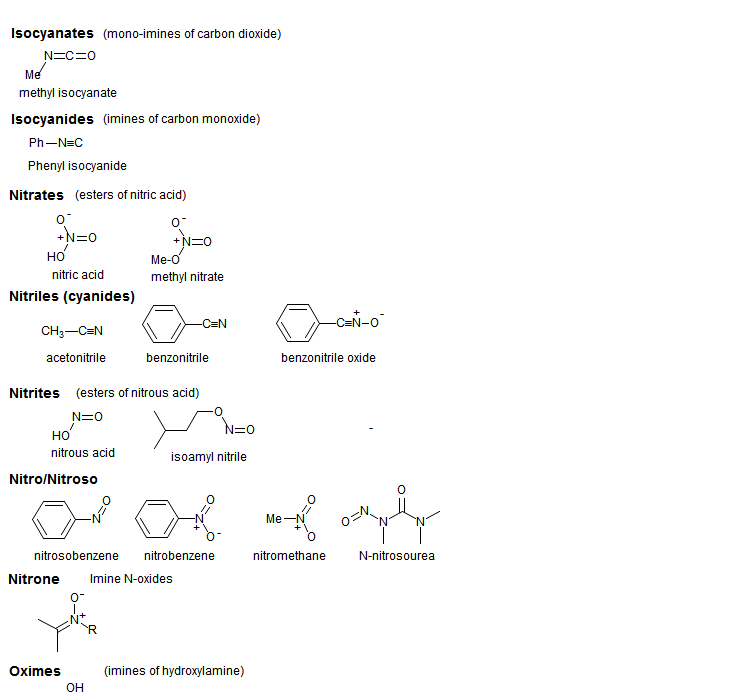 Isocyanates (mono-imines of carbon dioxide)
N=C=O
Me
methyl isocyanate
Isocyanides (imines of carbon monoxide)
Ph—N≡C
Phenyl isocyanide
Nitrates (esters of nitric acid)
O- O-
+N=O +N=O
HO Me-O
nitric acid methyl nitrate
Nitriles (cyanides)
CH3—C≡N C≡N C≡N+–O-
acetonitrile benzonitrile benzonitrile oxide
Nitrites (esters of nitrous acid)
N=O O N=O -
HO
nitrous acid isoamyl nitrile
Nitro/Nitroso
O O O O
N N+ Me—N+ O=N N N
O- O
nitrosobenzene nitrobenzene nitromethane N-nitrosourea
Nitrone Imine N-oxides
O-
N+
R
Oximes (imines of hydroxylamine)
OH